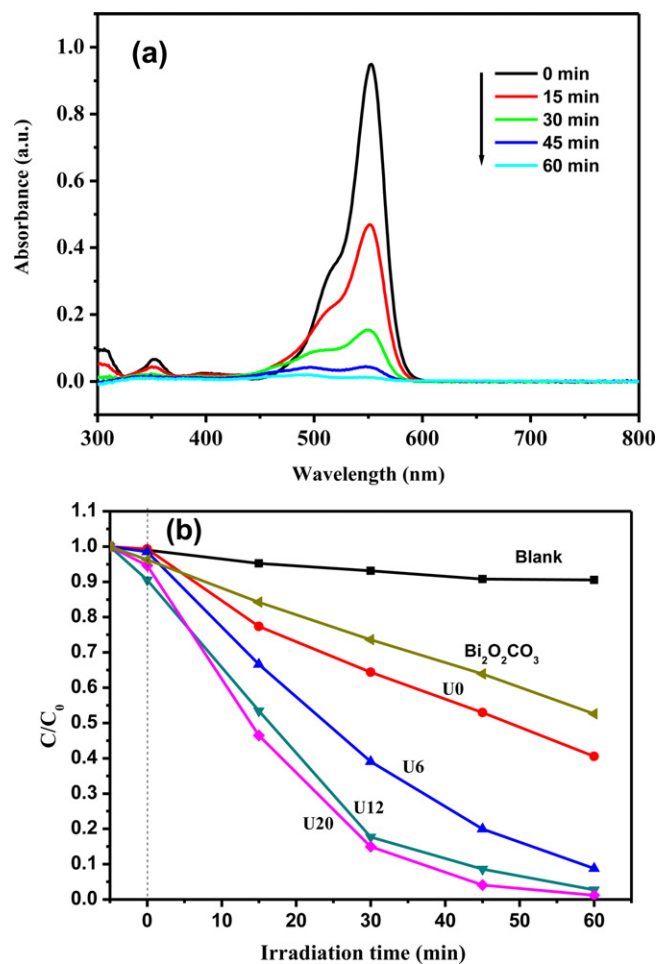 (a)
0 min
15 min
30 min
45 min
60 min
1.0
0.8
0.6
0.4
0.2
0.0
Absorbance (a.u.)
300 400 500 600 700 800
Wavelength (nm)
(b)
1.1
1.0
0.9
0.8
0.7
0.6
0.5
0.4
0.3
0.2
0.1
0.0
C/C₀
Blank
Bi₂O₂CO₃
U0
U6
U12
U20
0 10 20 30 40 50 60
Irradiation time (min)